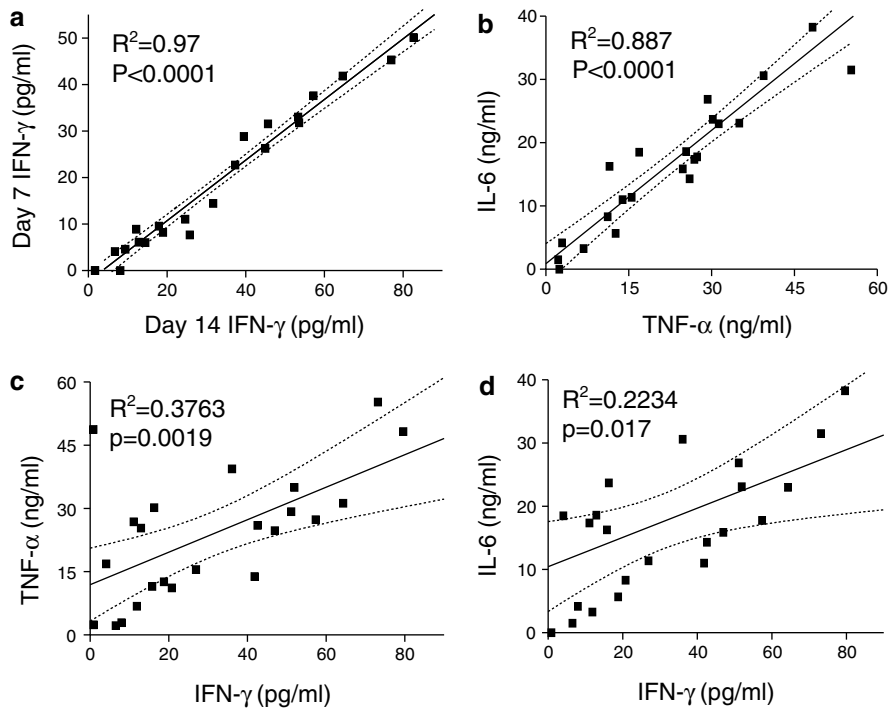 a
R²=0.97
P<0.0001
Day 7 IFN-γ (pg/ml)
50
40
30
20
10
0
0 20 40 60 80
Day 14 IFN-γ (pg/ml)
b
R²=0.887
P<0.0001
IL-6 (ng/ml)
40
30
20
10
0
0 15 30 45 60
TNF-α (ng/ml)
c
R²=0.3763
p=0.0019
TNF-α (ng/ml)
60
45
30
15
0
0 20 40 60 80
IFN-γ (pg/ml)
d
R²=0.2234
p=0.017
IL-6 (ng/ml)
40
30
20
10
0
0 20 40 60 80
IFN-γ (pg/ml)